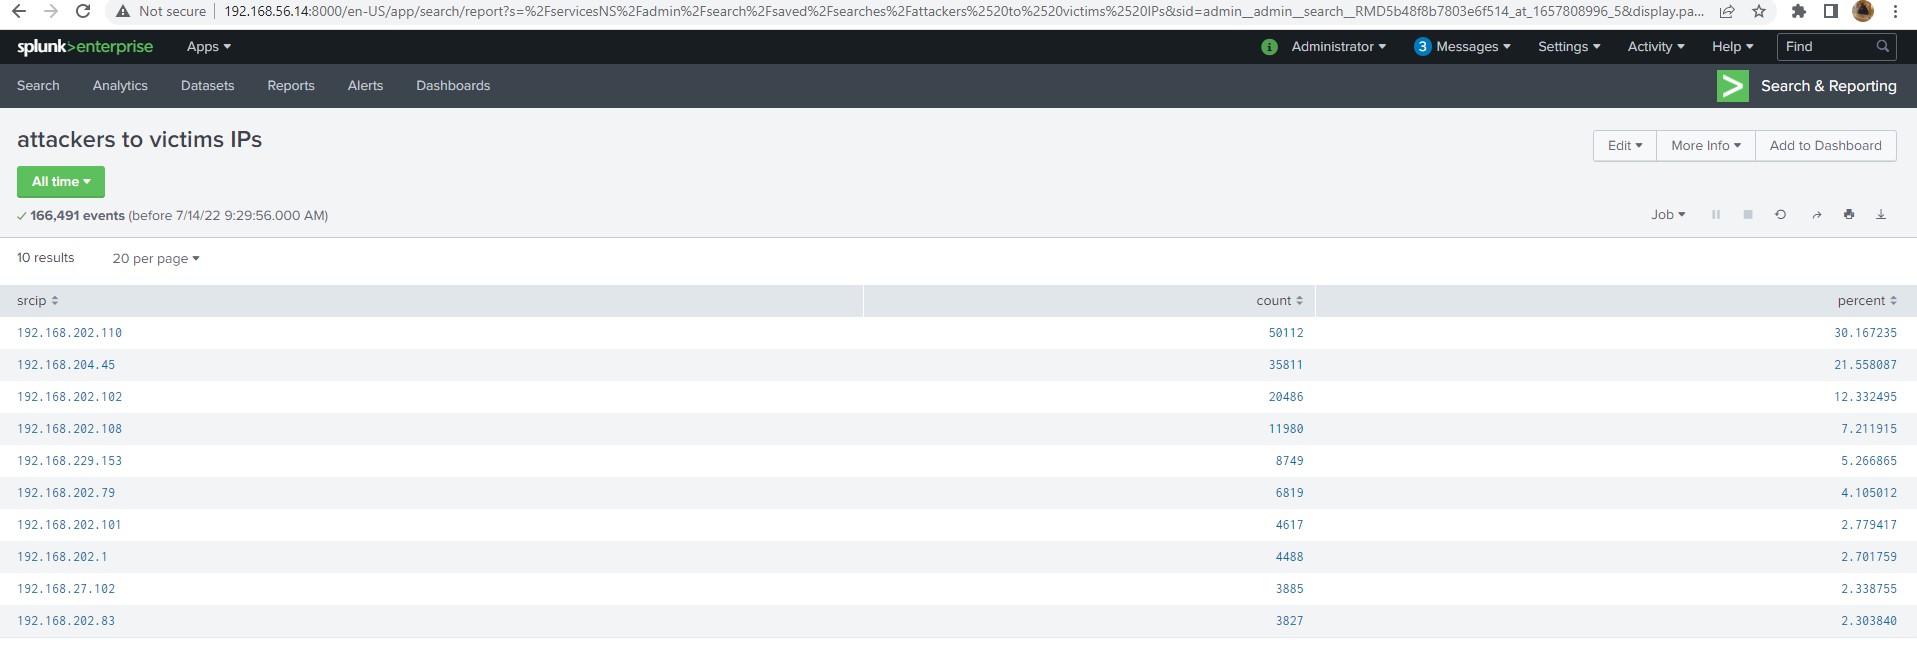 Not secure | 192.168.56.14:8000/en-US/app/search/report?s=%2FservicesNS%2Fadmin%2Fsearch%2Fsaved%2Fsearches%2Fattackers%2520to%2520victims%2520IPs&sid=admin__admin__search__RMD5b48f8b7803e6f514_at_1657808996_5&display.pa...
splunk>enterprise Apps Administrator 3 Messages Settings Activity Help Find
Search Analytics Datasets Reports Alerts Dashboards Search & Reporting
attackers to victims IPs
Edit More Info Add to Dashboard
All time
166,491 events (before 7/14/22 9:29:56.000 AM) Job
10 results 20 per page
srcip count percent
192.168.202.110 50112 30.167235
192.168.204.45 35811 21.558087
192.168.202.102 20486 12.332495
192.168.202.108 11980 7.211915
192.168.229.153 8749 5.266865
192.168.202.79 6819 4.105012
192.168.202.101 4617 2.779417
192.168.202.1 4488 2.701759
192.168.27.102 3885 2.338755
192.168.202.83 3827 2.303840